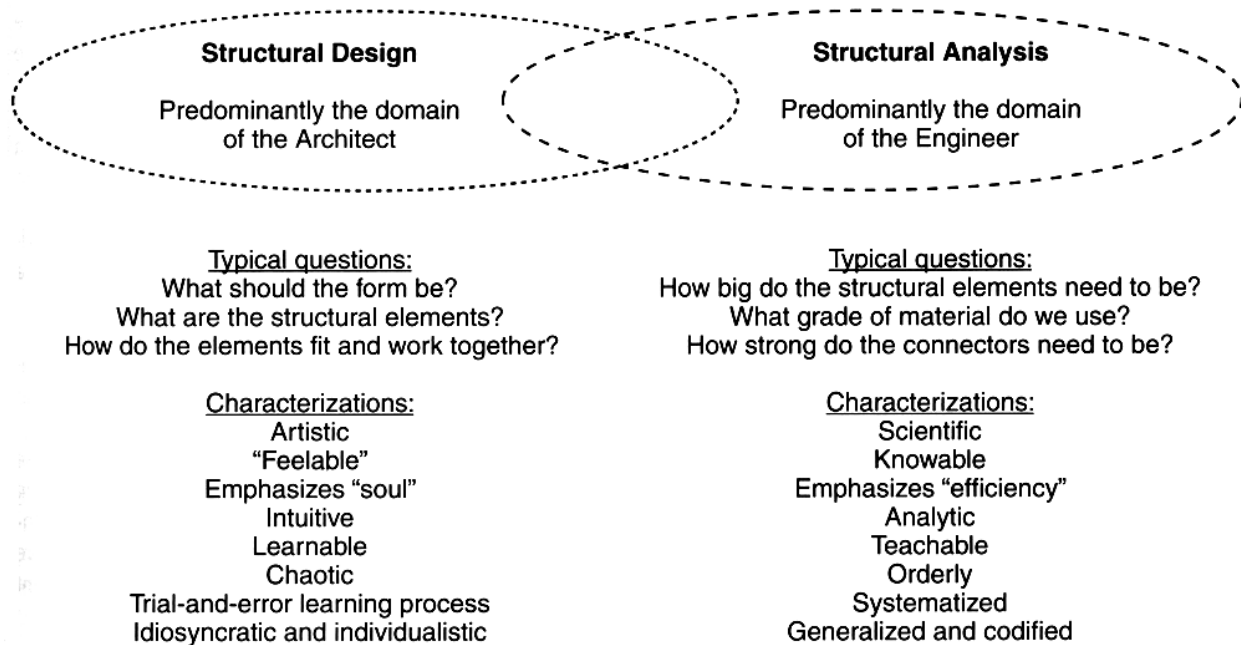 Structural Design
Predominantly the domain
of the Architect
Structural Analysis
Predominantly the domain
of the Engineer
Typical questions:
What should the form be?
What are the structural elements?
How do the elements fit and work together?
Characterizations:
Artistic
“Feelable”
Emphasizes “soul”
Intuitive
Learnable
Chaotic
Trial-and-error learning process
Idiosyncratic and individualistic
Typical questions:
How big do the structural elements need to be?
What grade of material do we use?
How strong do the connectors need to be?
Characterizations:
Scientific
Knowable
Emphasizes “efficiency”
Analytic
Teachable
Orderly
Systematized
Generalized and codified